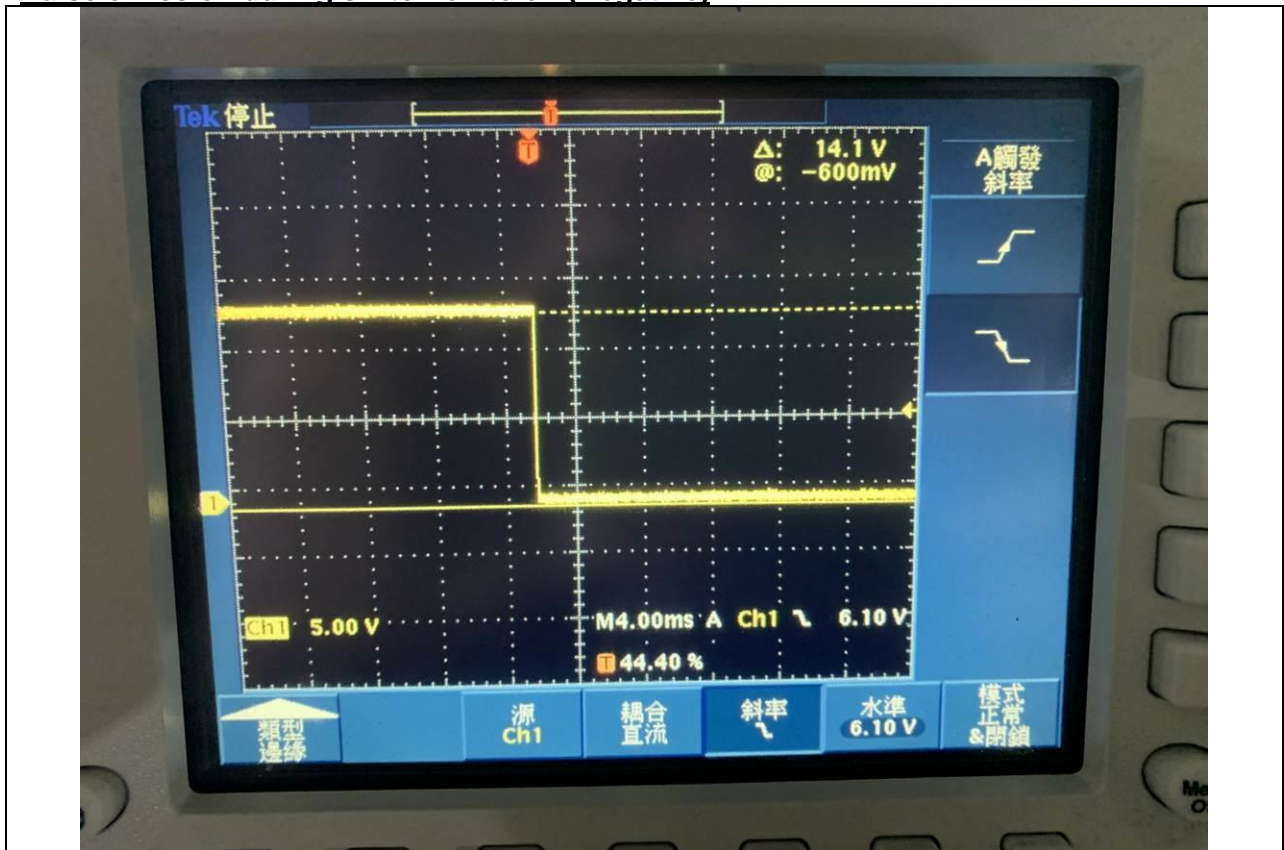 Tek 停止
T
T
Δ: 14.1 V
@: -600mV
A觸發
斜率
1
Ch1 5.00 V
M4.00ms A Ch1 6.10 V
T 44.40 %
類型
邊緣
源
Ch1
耦合
直流
斜率
水準
6.10 V
模式
正常
&閉鎖